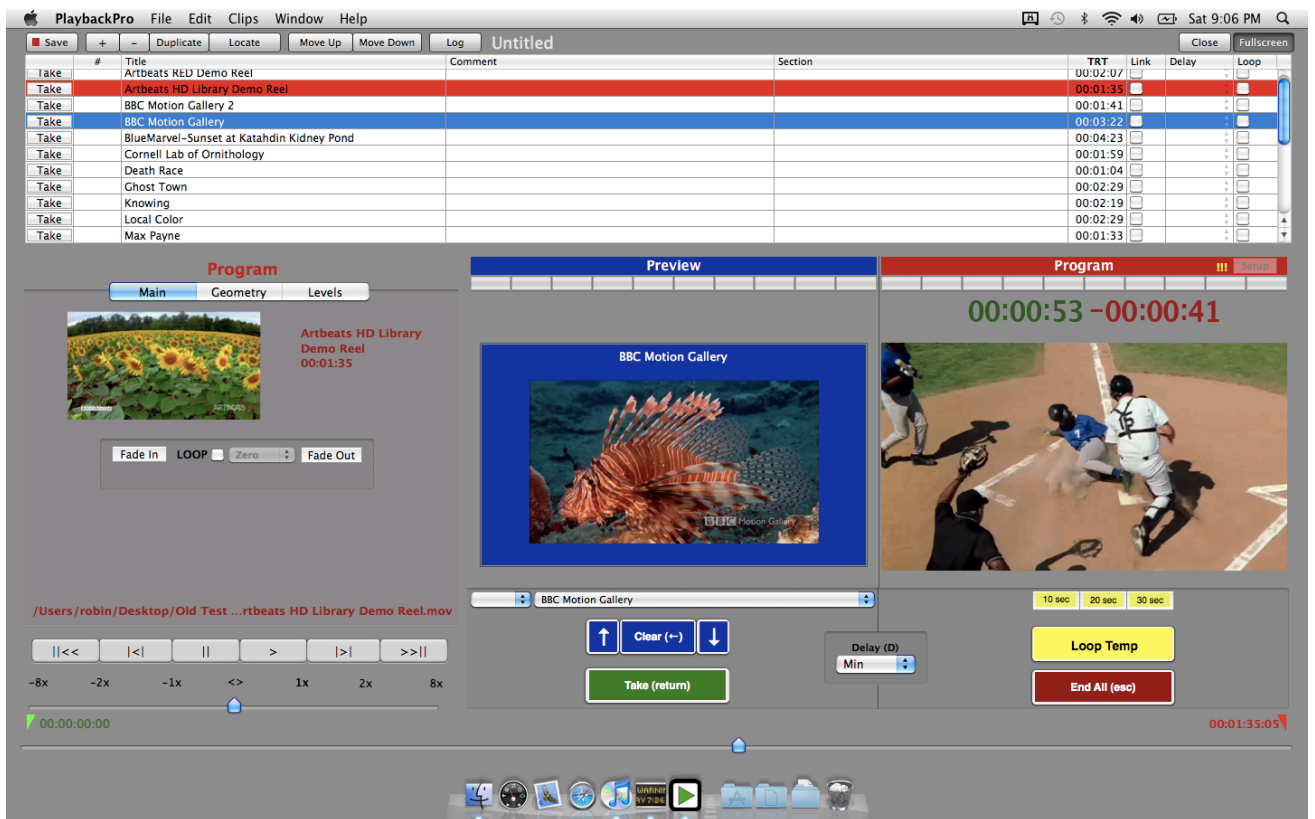 PlaybackPro File Edit Clips Window Help Sat 9:06 PM
Save + - Duplicate Locate Move Up Move Down Log Untitled Close Fullscreen
# Title Comment Section TRT Link Delay Loop
Take Artbeats RED Demo Reel 00:02:07
Take Artbeats HD Library Demo Reel 00:01:35
Take BBC Motion Gallery 2 00:01:41
Take BBC Motion Gallery 00:03:22
Take BlueMarvel-Sunset at Katahdin Kidney Pond 00:04:23
Take Cornell Lab of Ornithology 00:01:59
Take Death Race 00:01:04
Take Ghost Town 00:02:29
Take Knowing 00:02:19
Take Local Color 00:02:29
Take Max Payne 00:01:33
Program
Main Geometry Levels
Artbeats HD Library
Demo Reel
00:01:35
ARTBEATS
Fade In LOOP Zero Fade Out
/Users/robin/Desktop/Old Test ...rtbeats HD Library Demo Reel.mov
||<< |<| || > |>| >>||
-8x -2x -1x <> 1x 2x 8x
00:00:00:00
Preview
BBC Motion Gallery
BBC Motion Gallery
BBC Motion Gallery
↑ Clear (←) ↓
Take (return)
Delay (D)
Min
Program !!! Setup
00:00:53 -00:00:41
10 sec 20 sec 30 sec
Loop Temp
End All (esc)
00:01:35:05